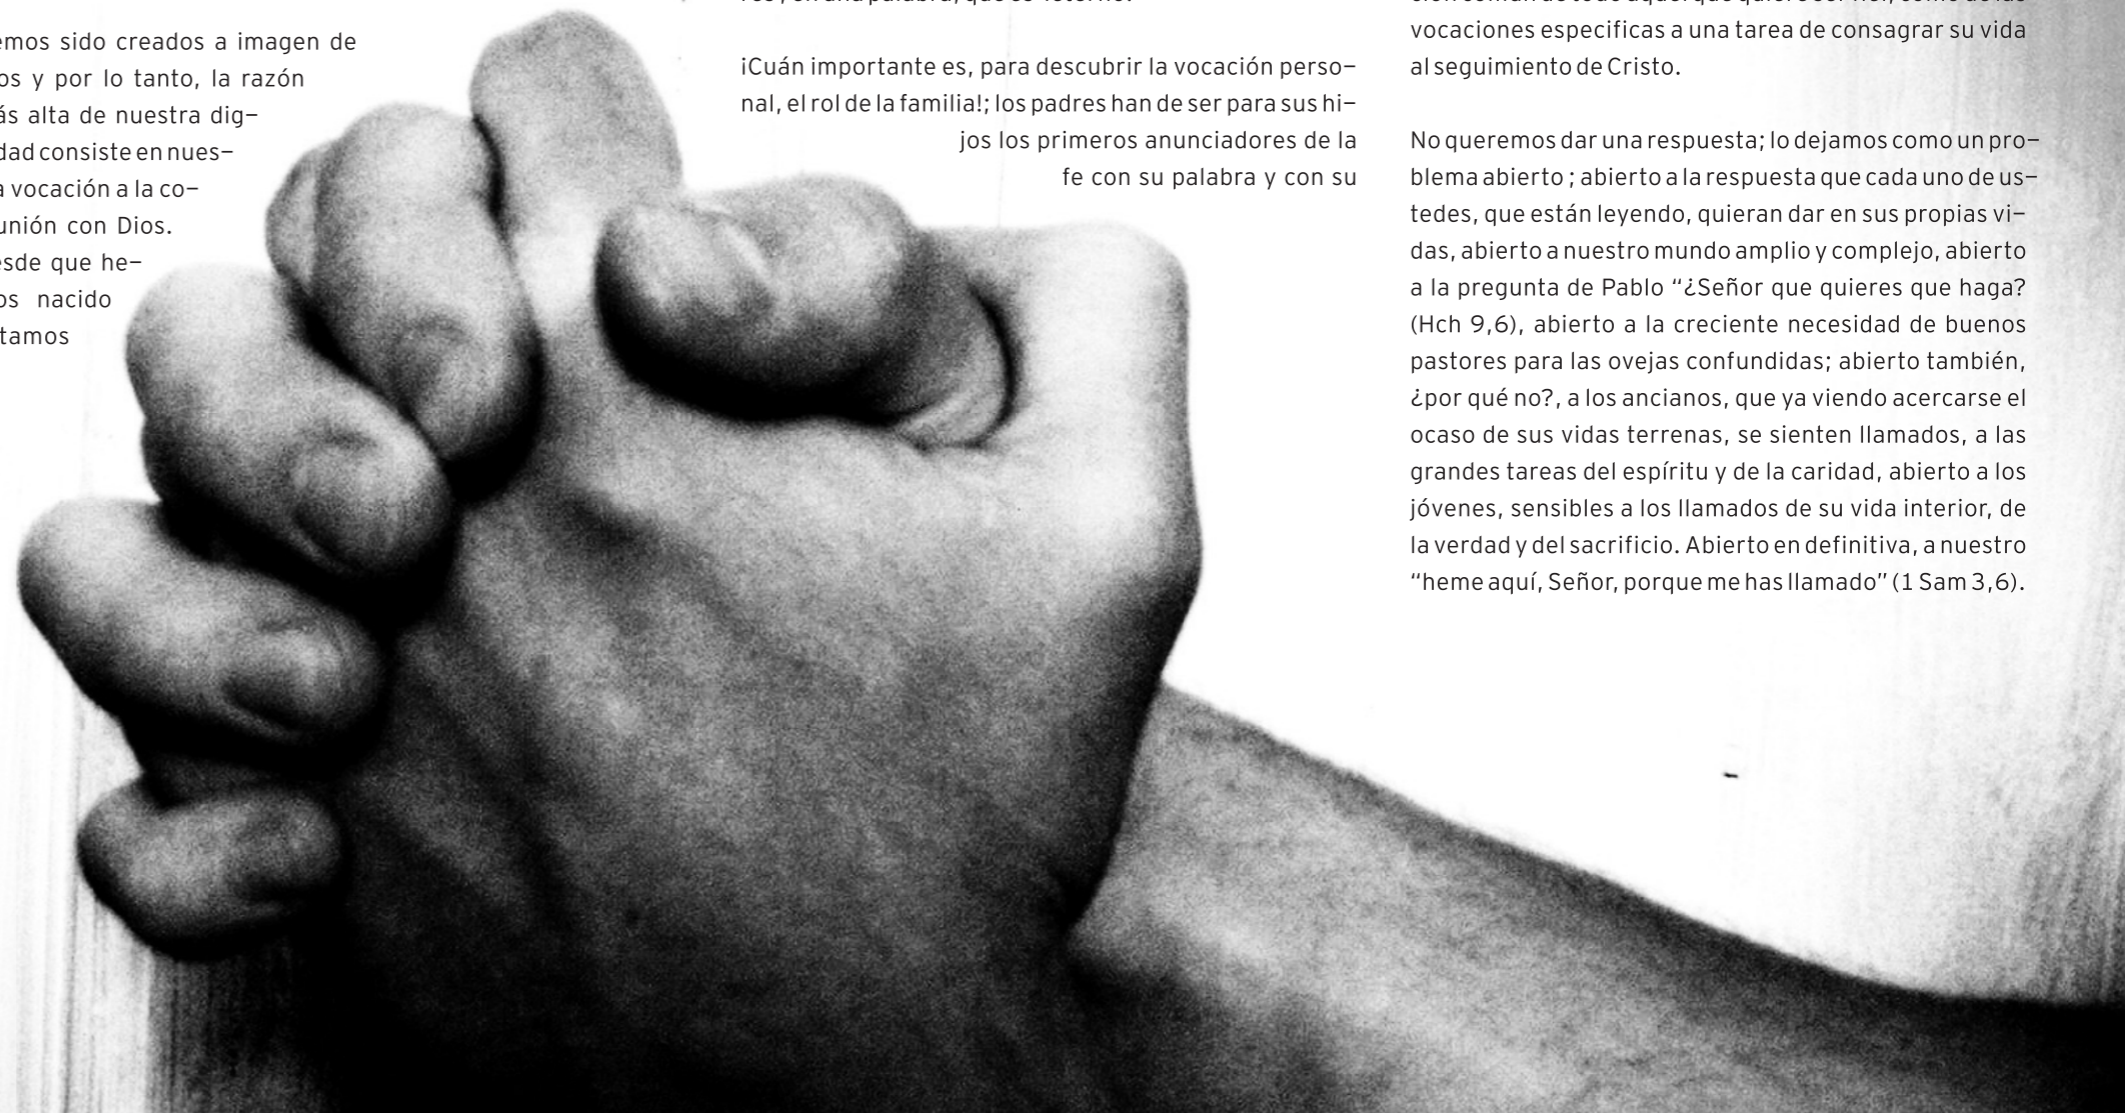 emos sido creados a imagen de
os y por lo tanto, la razón
ás alta de nuestra dig–
dad consiste en nues–
a vocación a la co–
unión con Dios.
esde que he–
os nacido
tamos
¡Cuán importante es, para descubrir la vocación perso–
nal, el rol de la familia!; los padres han de ser para sus hi–
jos los primeros anunciadores de la
fe con su palabra y con su
vocaciones especificas a una tarea de consagrar su vida
al seguimiento de Cristo.
No queremos dar una respuesta; lo dejamos como un pro–
blema abierto ; abierto a la respuesta que cada uno de us–
tedes, que están leyendo, quieran dar en sus propias vi–
das, abierto a nuestro mundo amplio y complejo, abierto
a la pregunta de Pablo “¿Señor que quieres que haga?
(Hch 9,6), abierto a la creciente necesidad de buenos
pastores para las ovejas confundidas; abierto también,
¿por qué no?, a los ancianos, que ya viendo acercarse el
ocaso de sus vidas terrenas, se sienten llamados, a las
grandes tareas del espíritu y de la caridad, abierto a los
jóvenes, sensibles a los llamados de su vida interior, de
la verdad y del sacrificio. Abierto en definitiva, a nuestro
“heme aquí, Señor, porque me has llamado” (1 Sam 3,6).